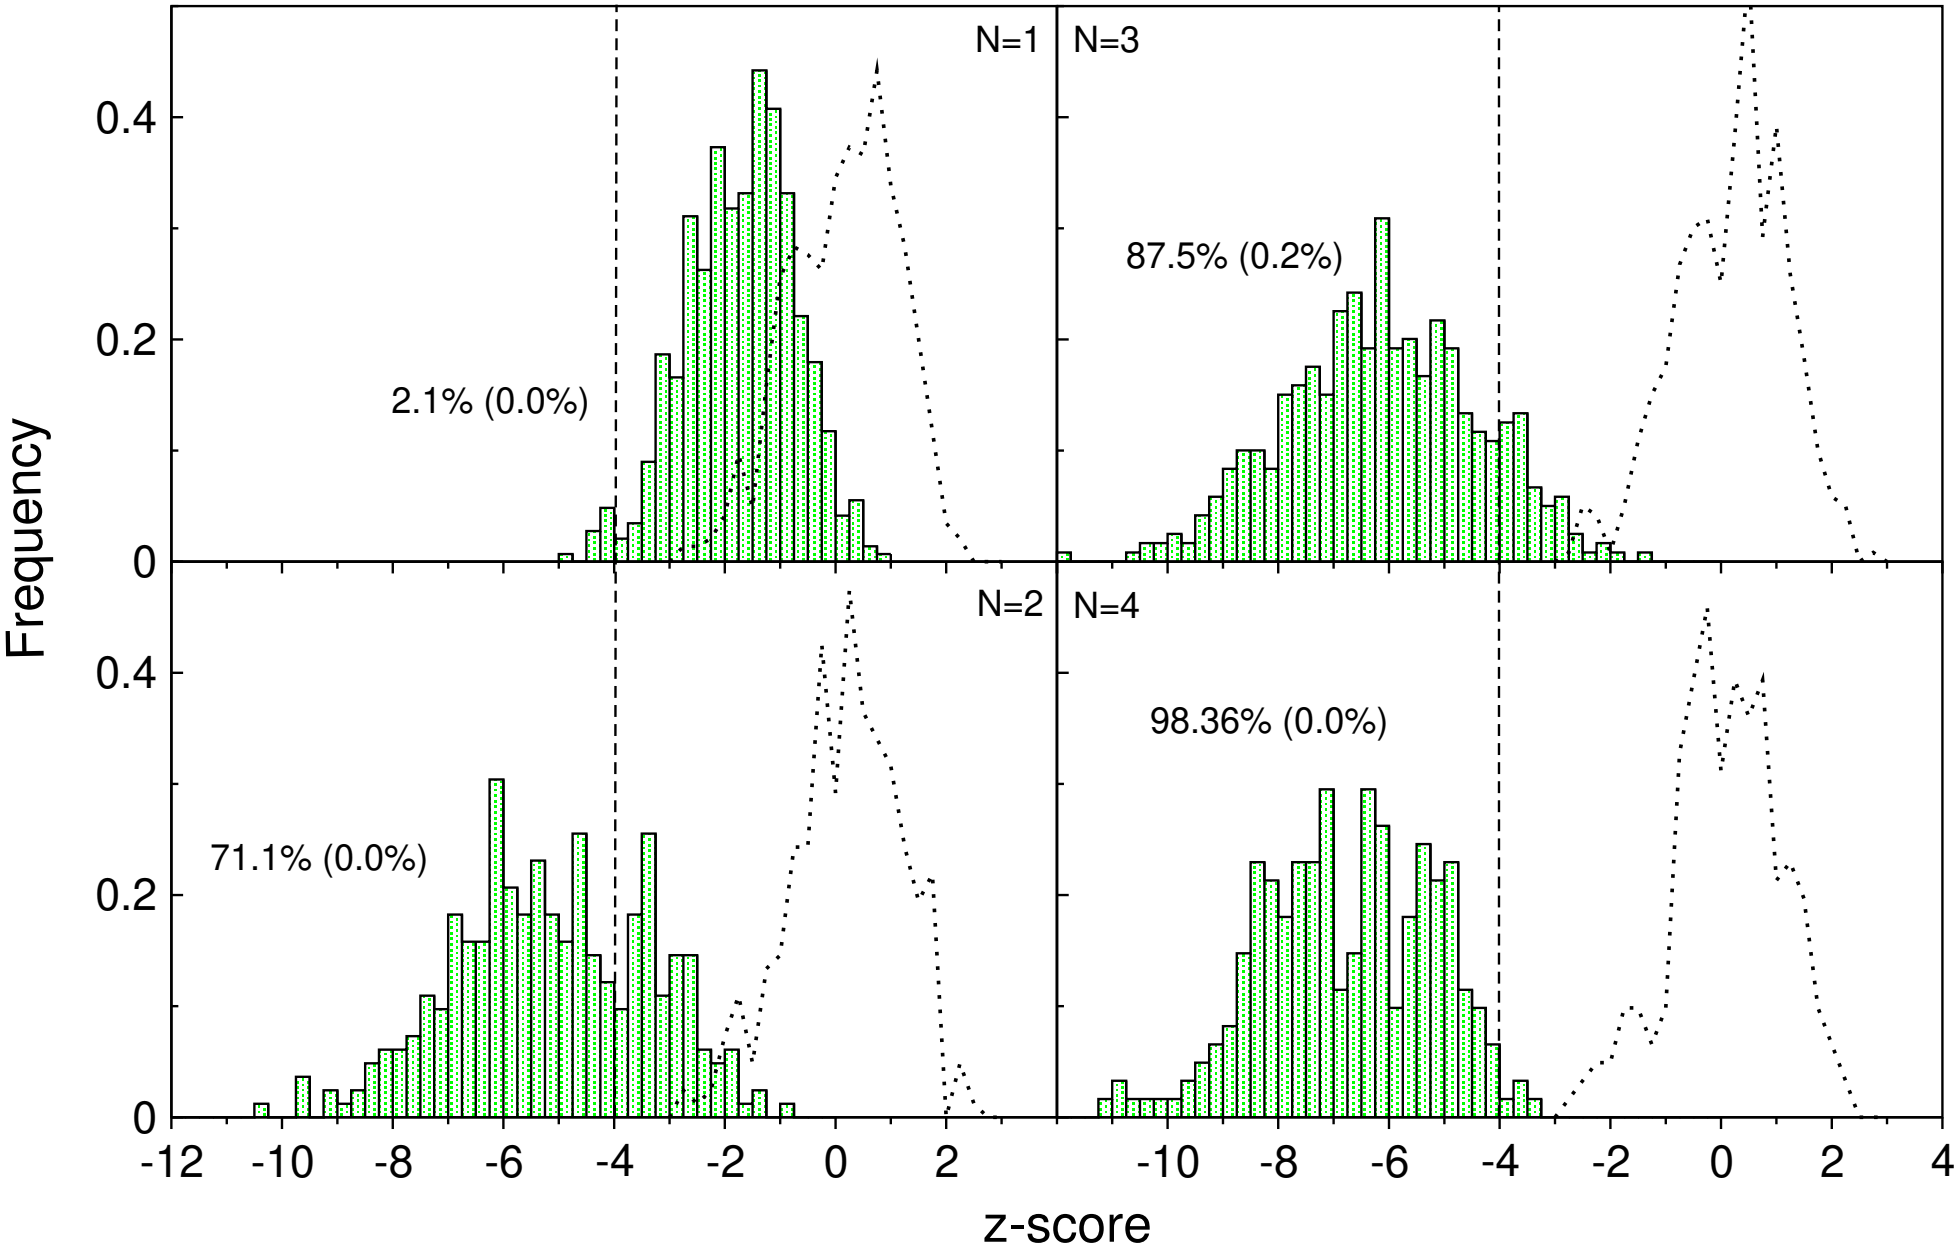 N=1
N=3
0.4
87.5% (0.2%)
0.2
2.1% (0.0%)
0
Frequency
N=2
N=4
0.4
98.36% (0.0%)
71.1% (0.0%)
0.2
0
-12 -10 -8 -6 -4 -2 0 2 -10 -8 -6 -4 -2 0 2 4
z-score